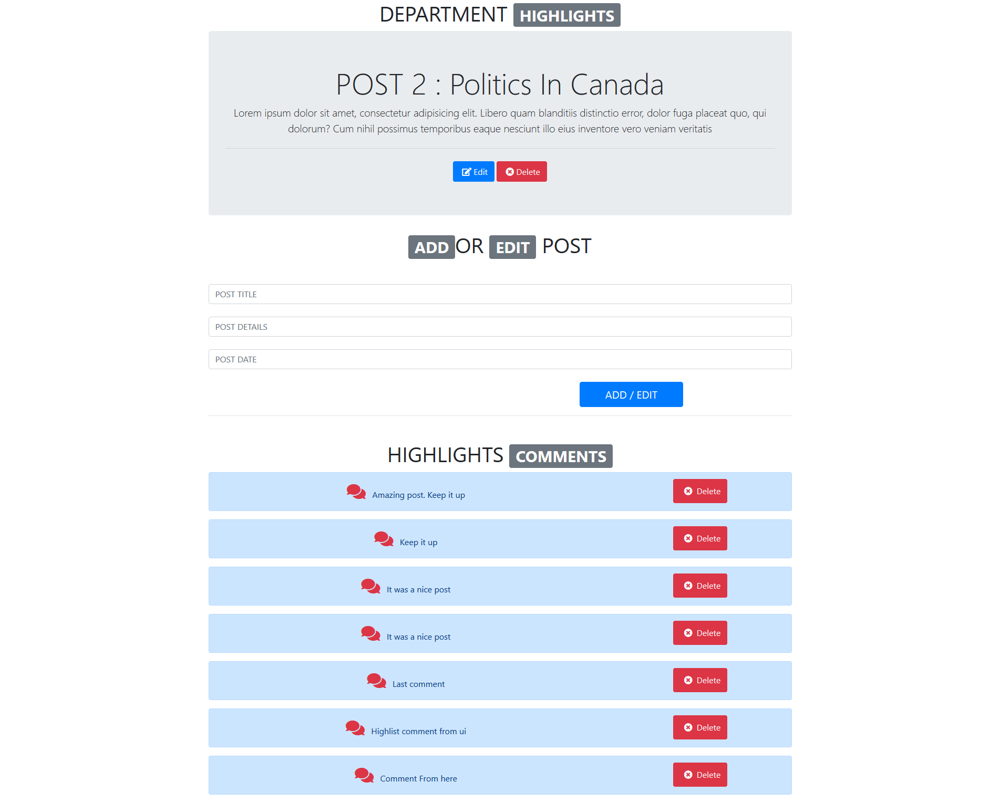 DEPARTMENT HIGHLIGHTS
POST 2 : Politics In Canada
Lorem ipsum dolor sit amet, consectetur adipisicing elit. Libero quam blanditiis distinctio error, dolor fuga placeat quo, qui
dolorum? Cum nihil possimus temporibus eaque nesciunt illo eius inventore vero veniam veritatis
Edit Delete
ADD OR EDIT POST
POST TITLE
POST DETAILS
POST DATE
ADD / EDIT
HIGHLIGHTS COMMENTS
Amazing post. Keep it up Delete
Keep it up Delete
It was a nice post Delete
It was a nice post Delete
Last comment Delete
Highlist comment from ui Delete
Comment From here Delete